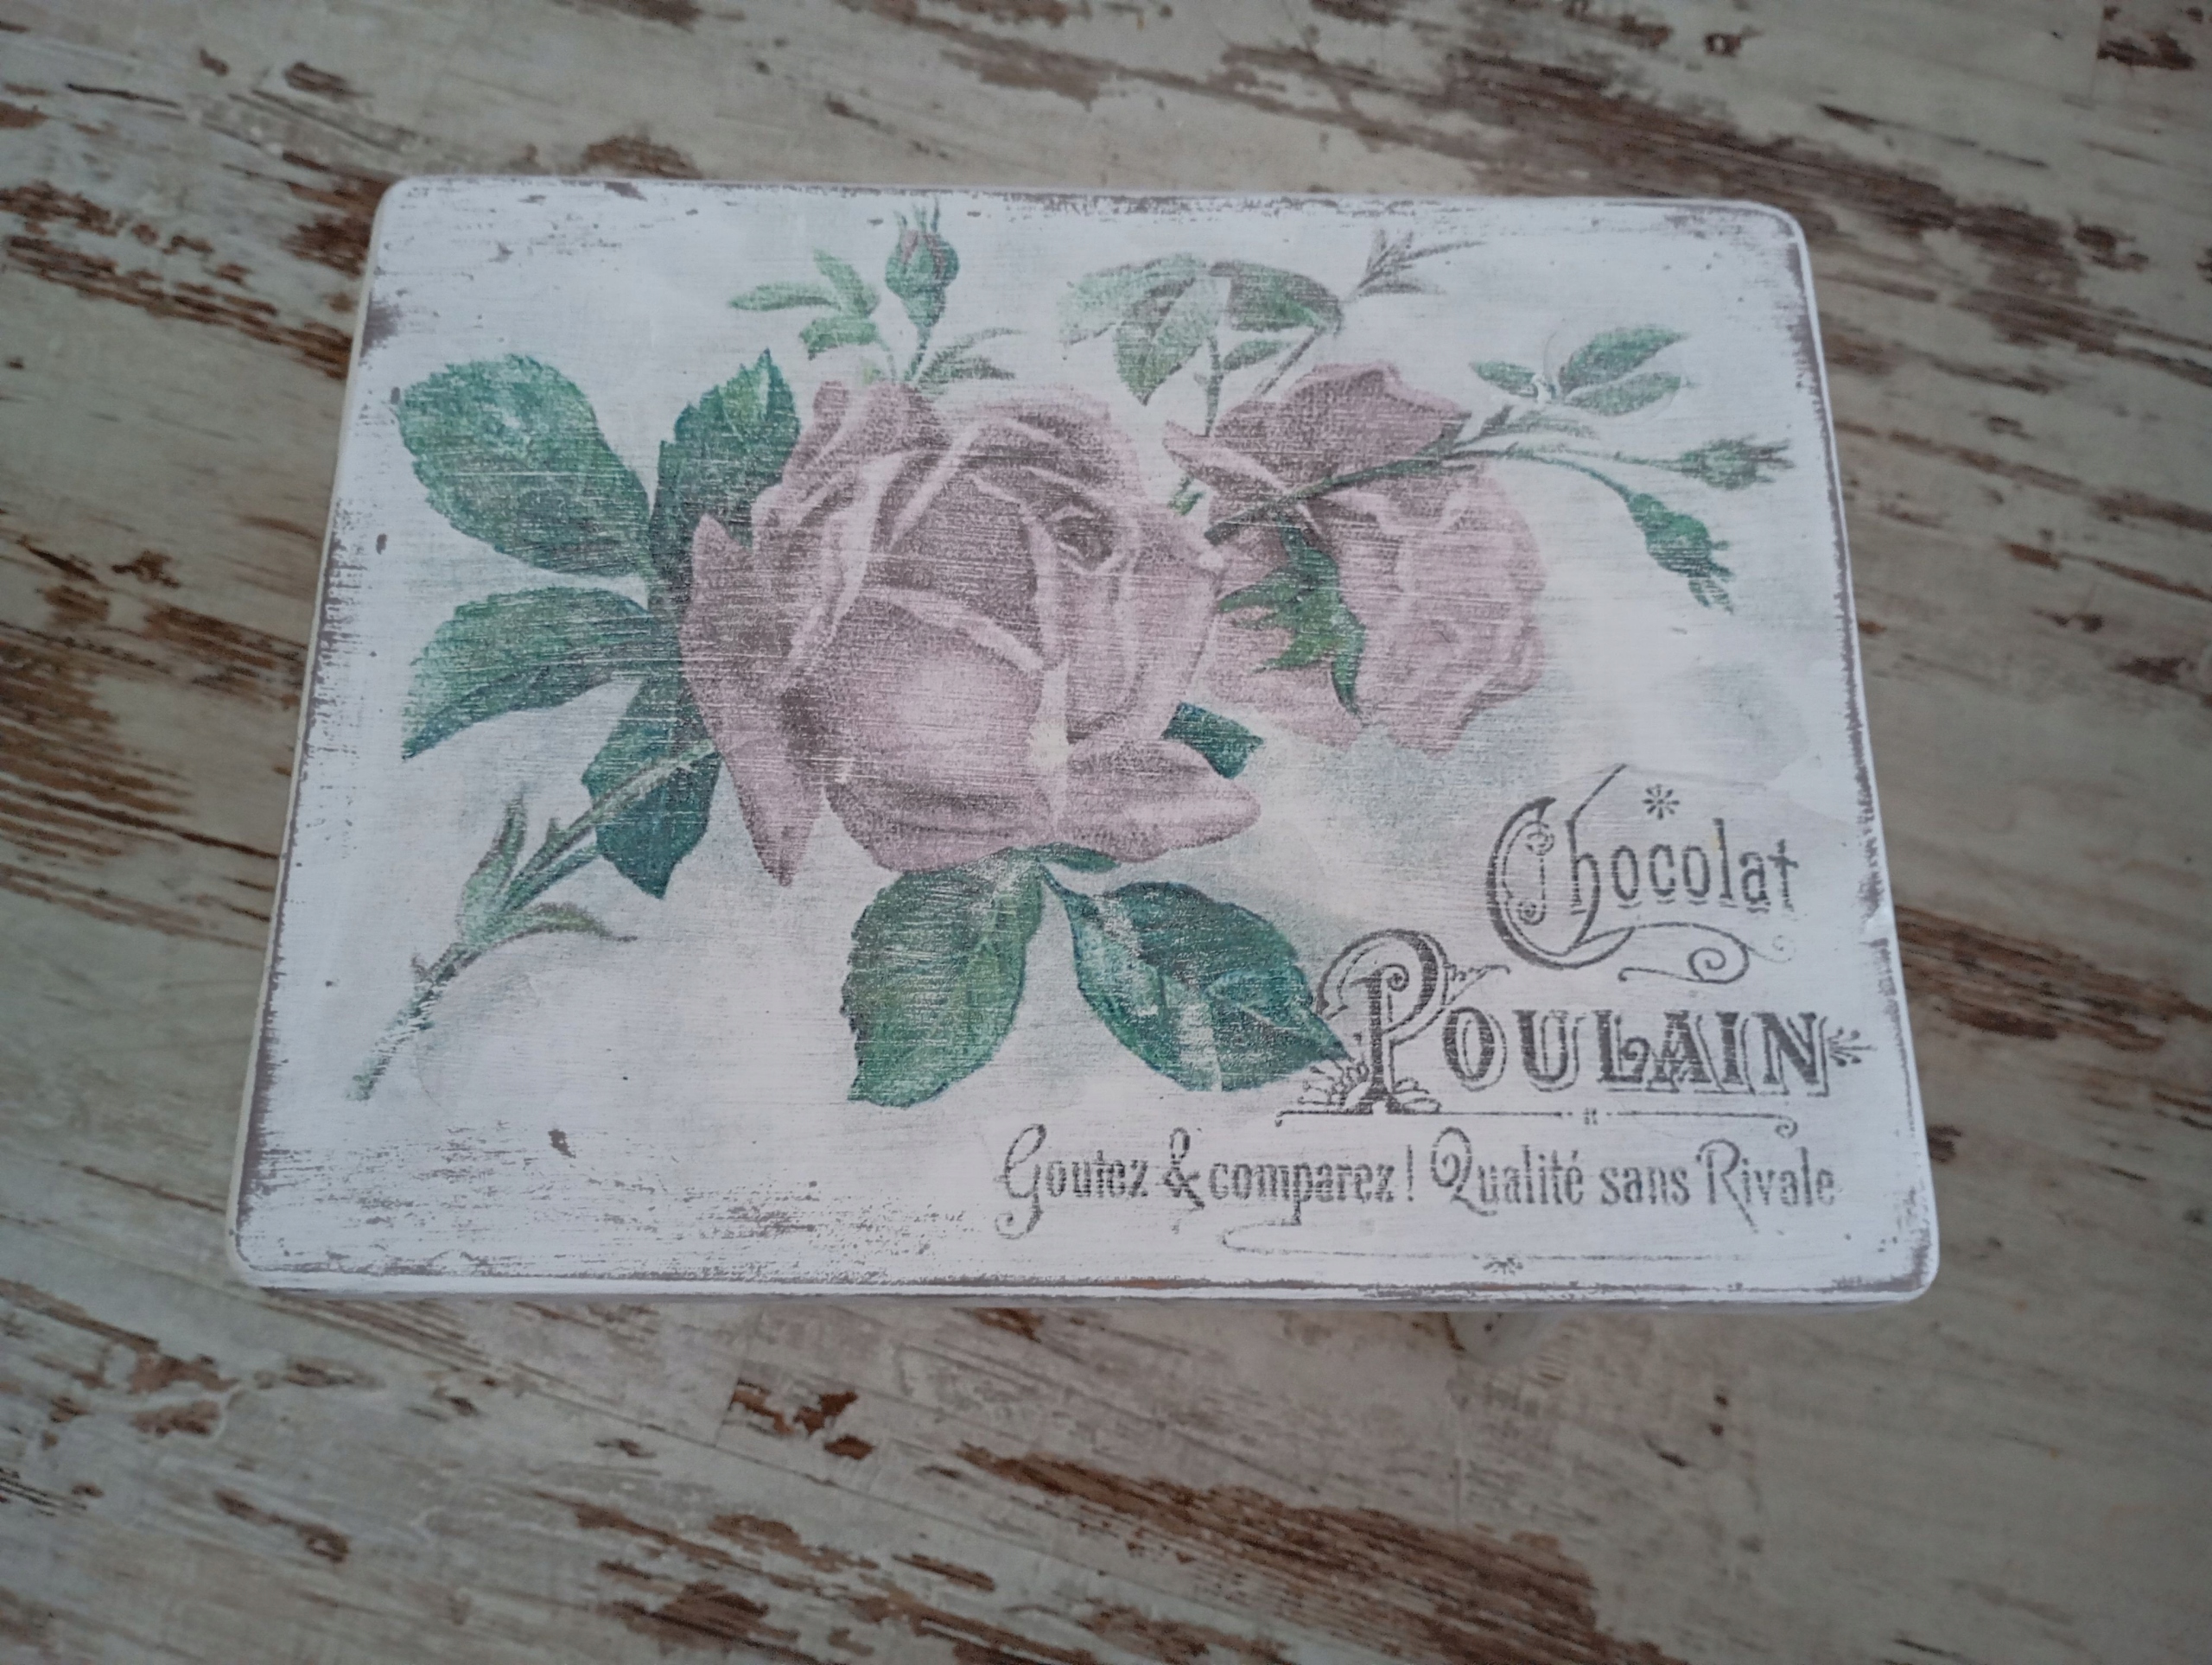 Chocolat
POULAIN
Goutez & comparez! Qualité sans Rivale